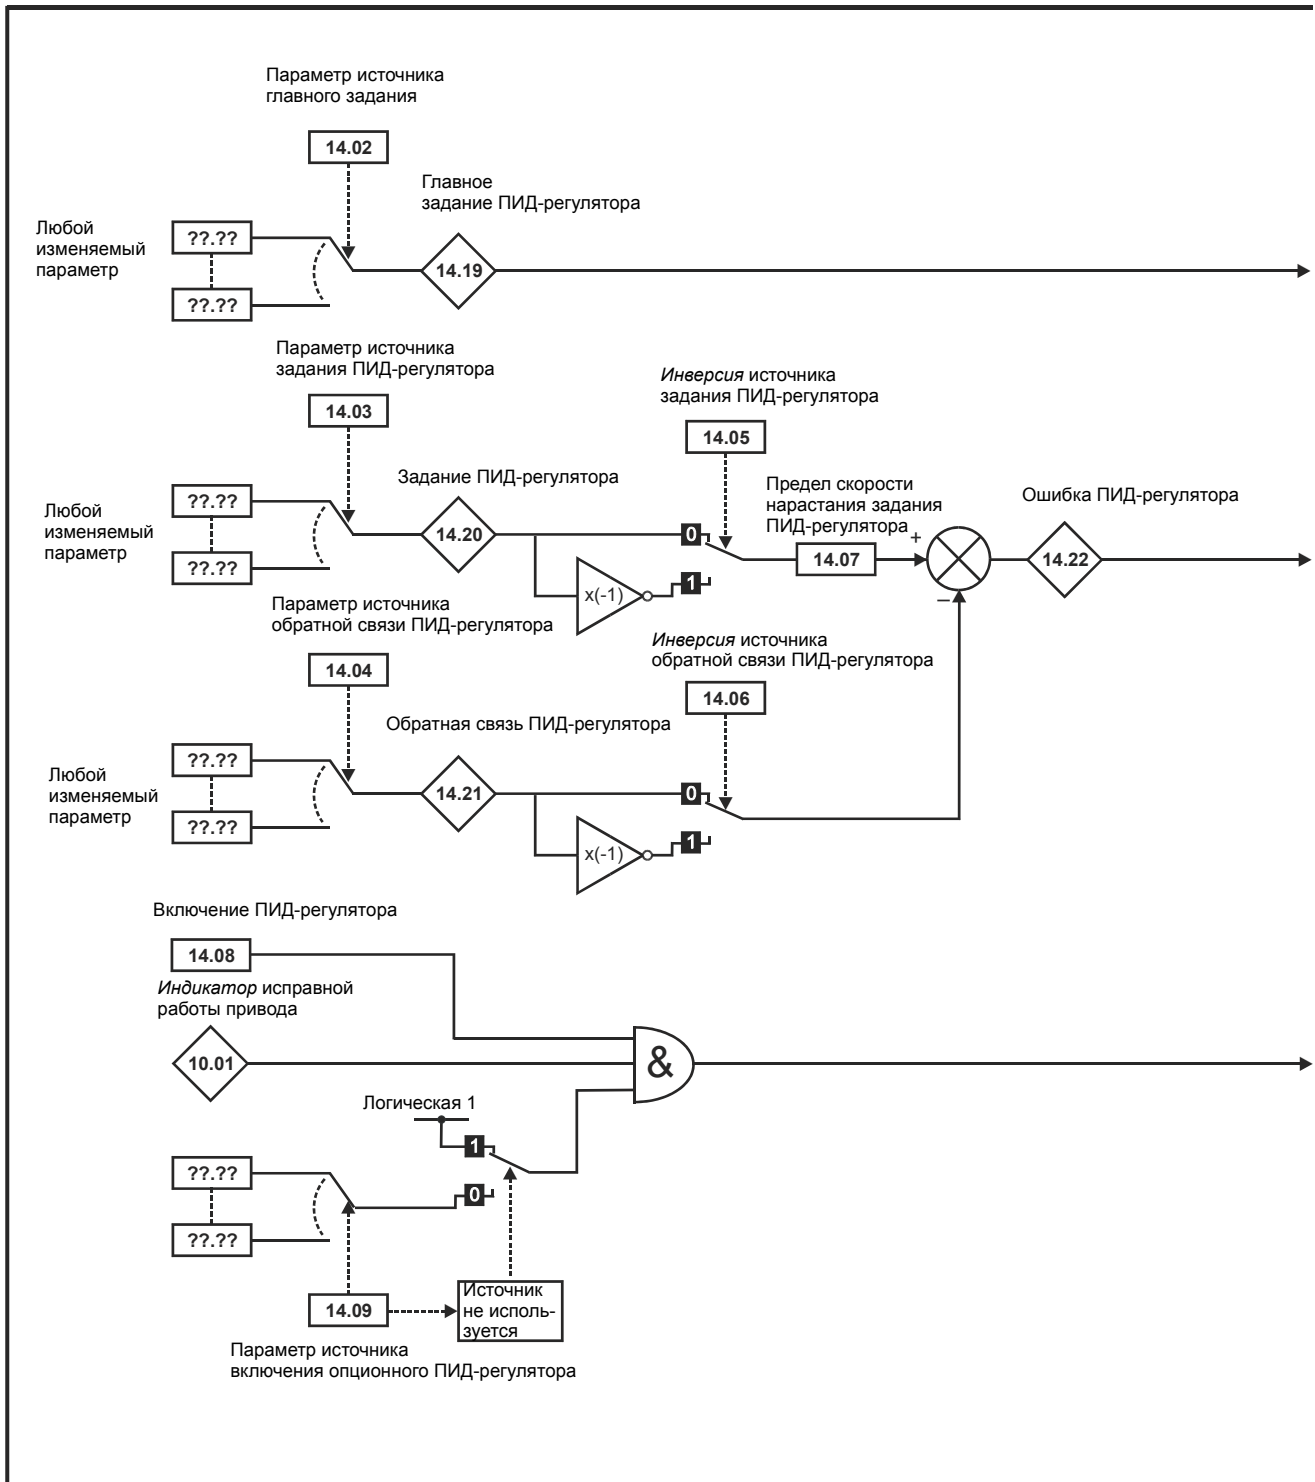 Параметр источника
главного задания
14.02
Главное
задание ПИД-регулятора
Любой
изменяемый
параметр
??.??
??.??
14.19
Параметр источника
задания ПИД-регулятора
14.03
Инверсия источника
задания ПИД-регулятора
14.05
Задание ПИД-регулятора
Предел скорости
нарастания задания
ПИД-регулятора
Ошибка ПИД-регулятора
Любой
изменяемый
параметр
??.??
??.??
14.20
0
1
x(-1)
14.07
+
–
14.22
Параметр источника
обратной связи ПИД-регулятора
14.04
Инверсия источника
обратной связи ПИД-регулятора
14.06
Обратная связь ПИД-регулятора
Любой
изменяемый
параметр
??.??
??.??
14.21
0
1
x(-1)
Включение ПИД-регулятора
14.08
Индикатор исправной
работы привода
10.01
&
Логическая 1
1
0
??.??
??.??
14.09
Источник
не исполь-
зуется
Параметр источника
включения опционного ПИД-регулятора